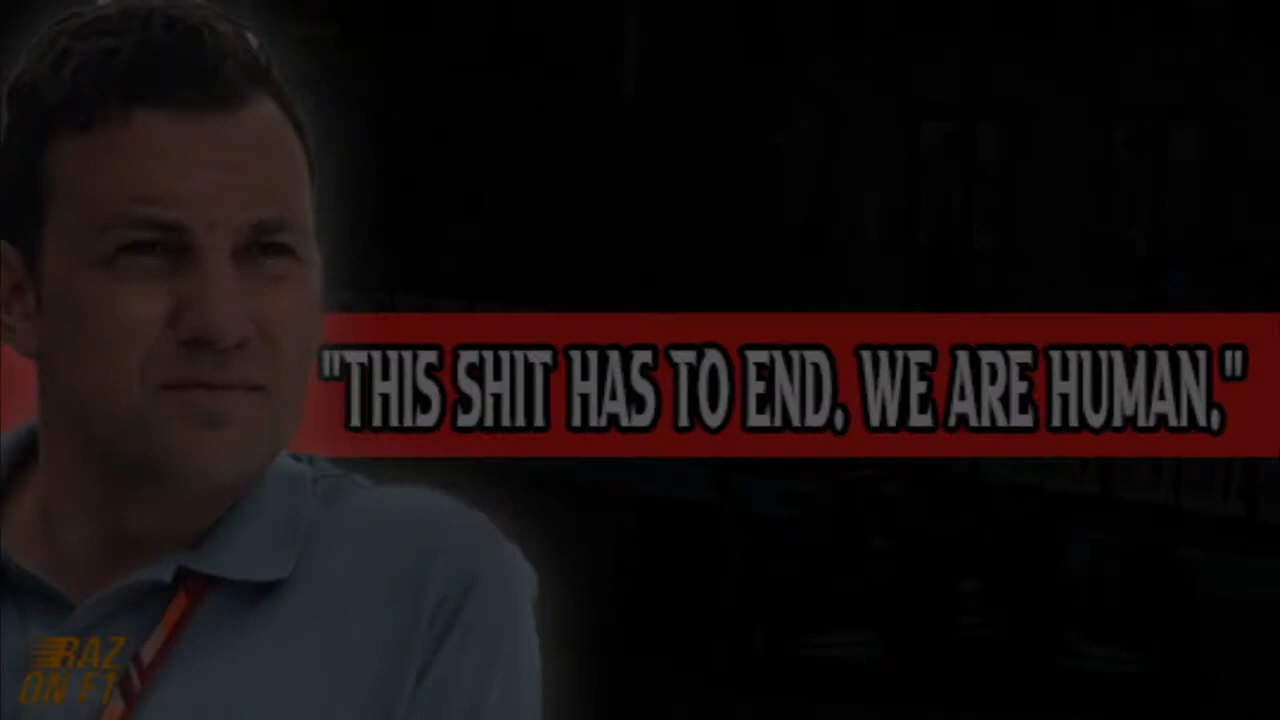 "THIS SHIT HAS TO END. WE ARE HUMAN."
RAZ
ON F1